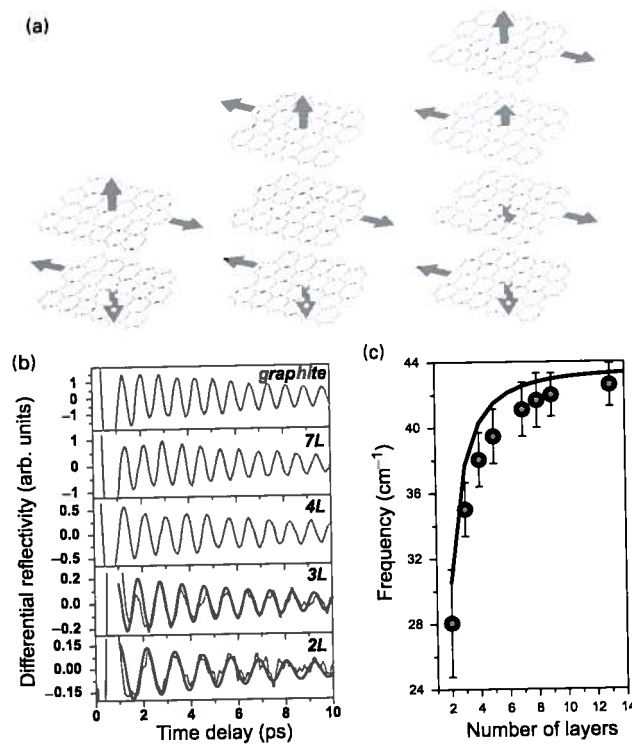 (a)
(b)
graphite
1
0
−1
7L
1
0
−1
4L
0.5
0.0
−0.5
3L
0.2
0.0
−0.2
2L
0.15
0.00
−0.15
0 2 4 6 8 10
Time delay (ps)
Differential reflectivity (arb. units)
(c)
44
40
36
32
28
24
2 4 6 8 10 12 14
Number of layers
Frequency (cm⁻¹)